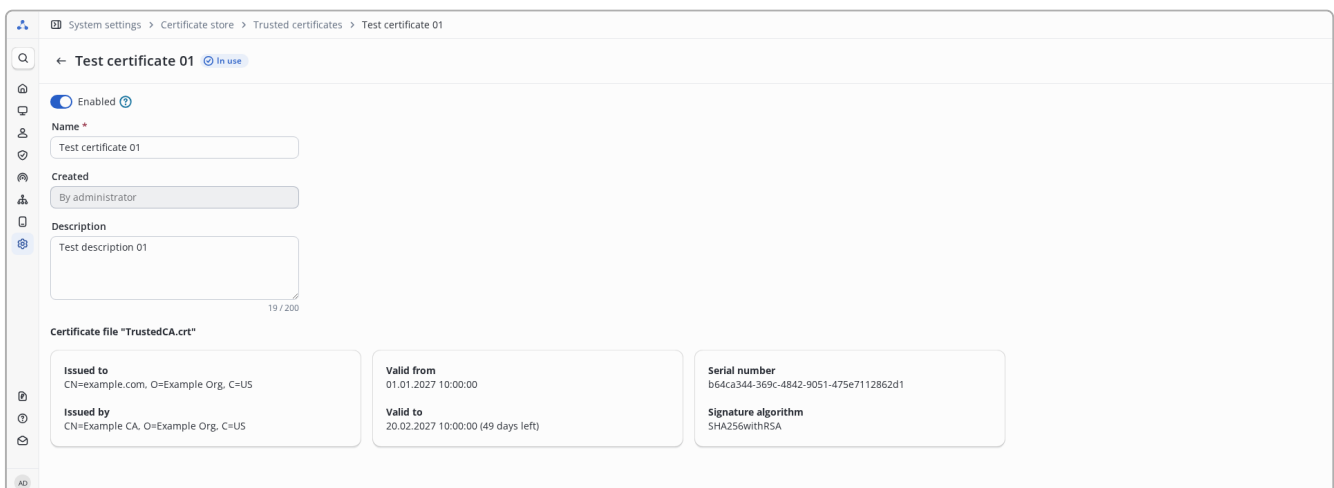 System settings > Certificate store > Trusted certificates > Test certificate 01
← Test certificate 01 In use
Enabled
Name *
Test certificate 01
Created
By administrator
Description
Test description 01
19 / 200
Certificate file "TrustedCA.crt"
Issued to
CN=example.com, O=Example Org, C=US
Issued by
CN=Example CA, O=Example Org, C=US
Valid from
01.01.2027 10:00:00
Valid to
20.02.2027 10:00:00 (49 days left)
Serial number
b64ca344-369c-4842-9051-475e7112862d1
Signature algorithm
SHA256withRSA
AD